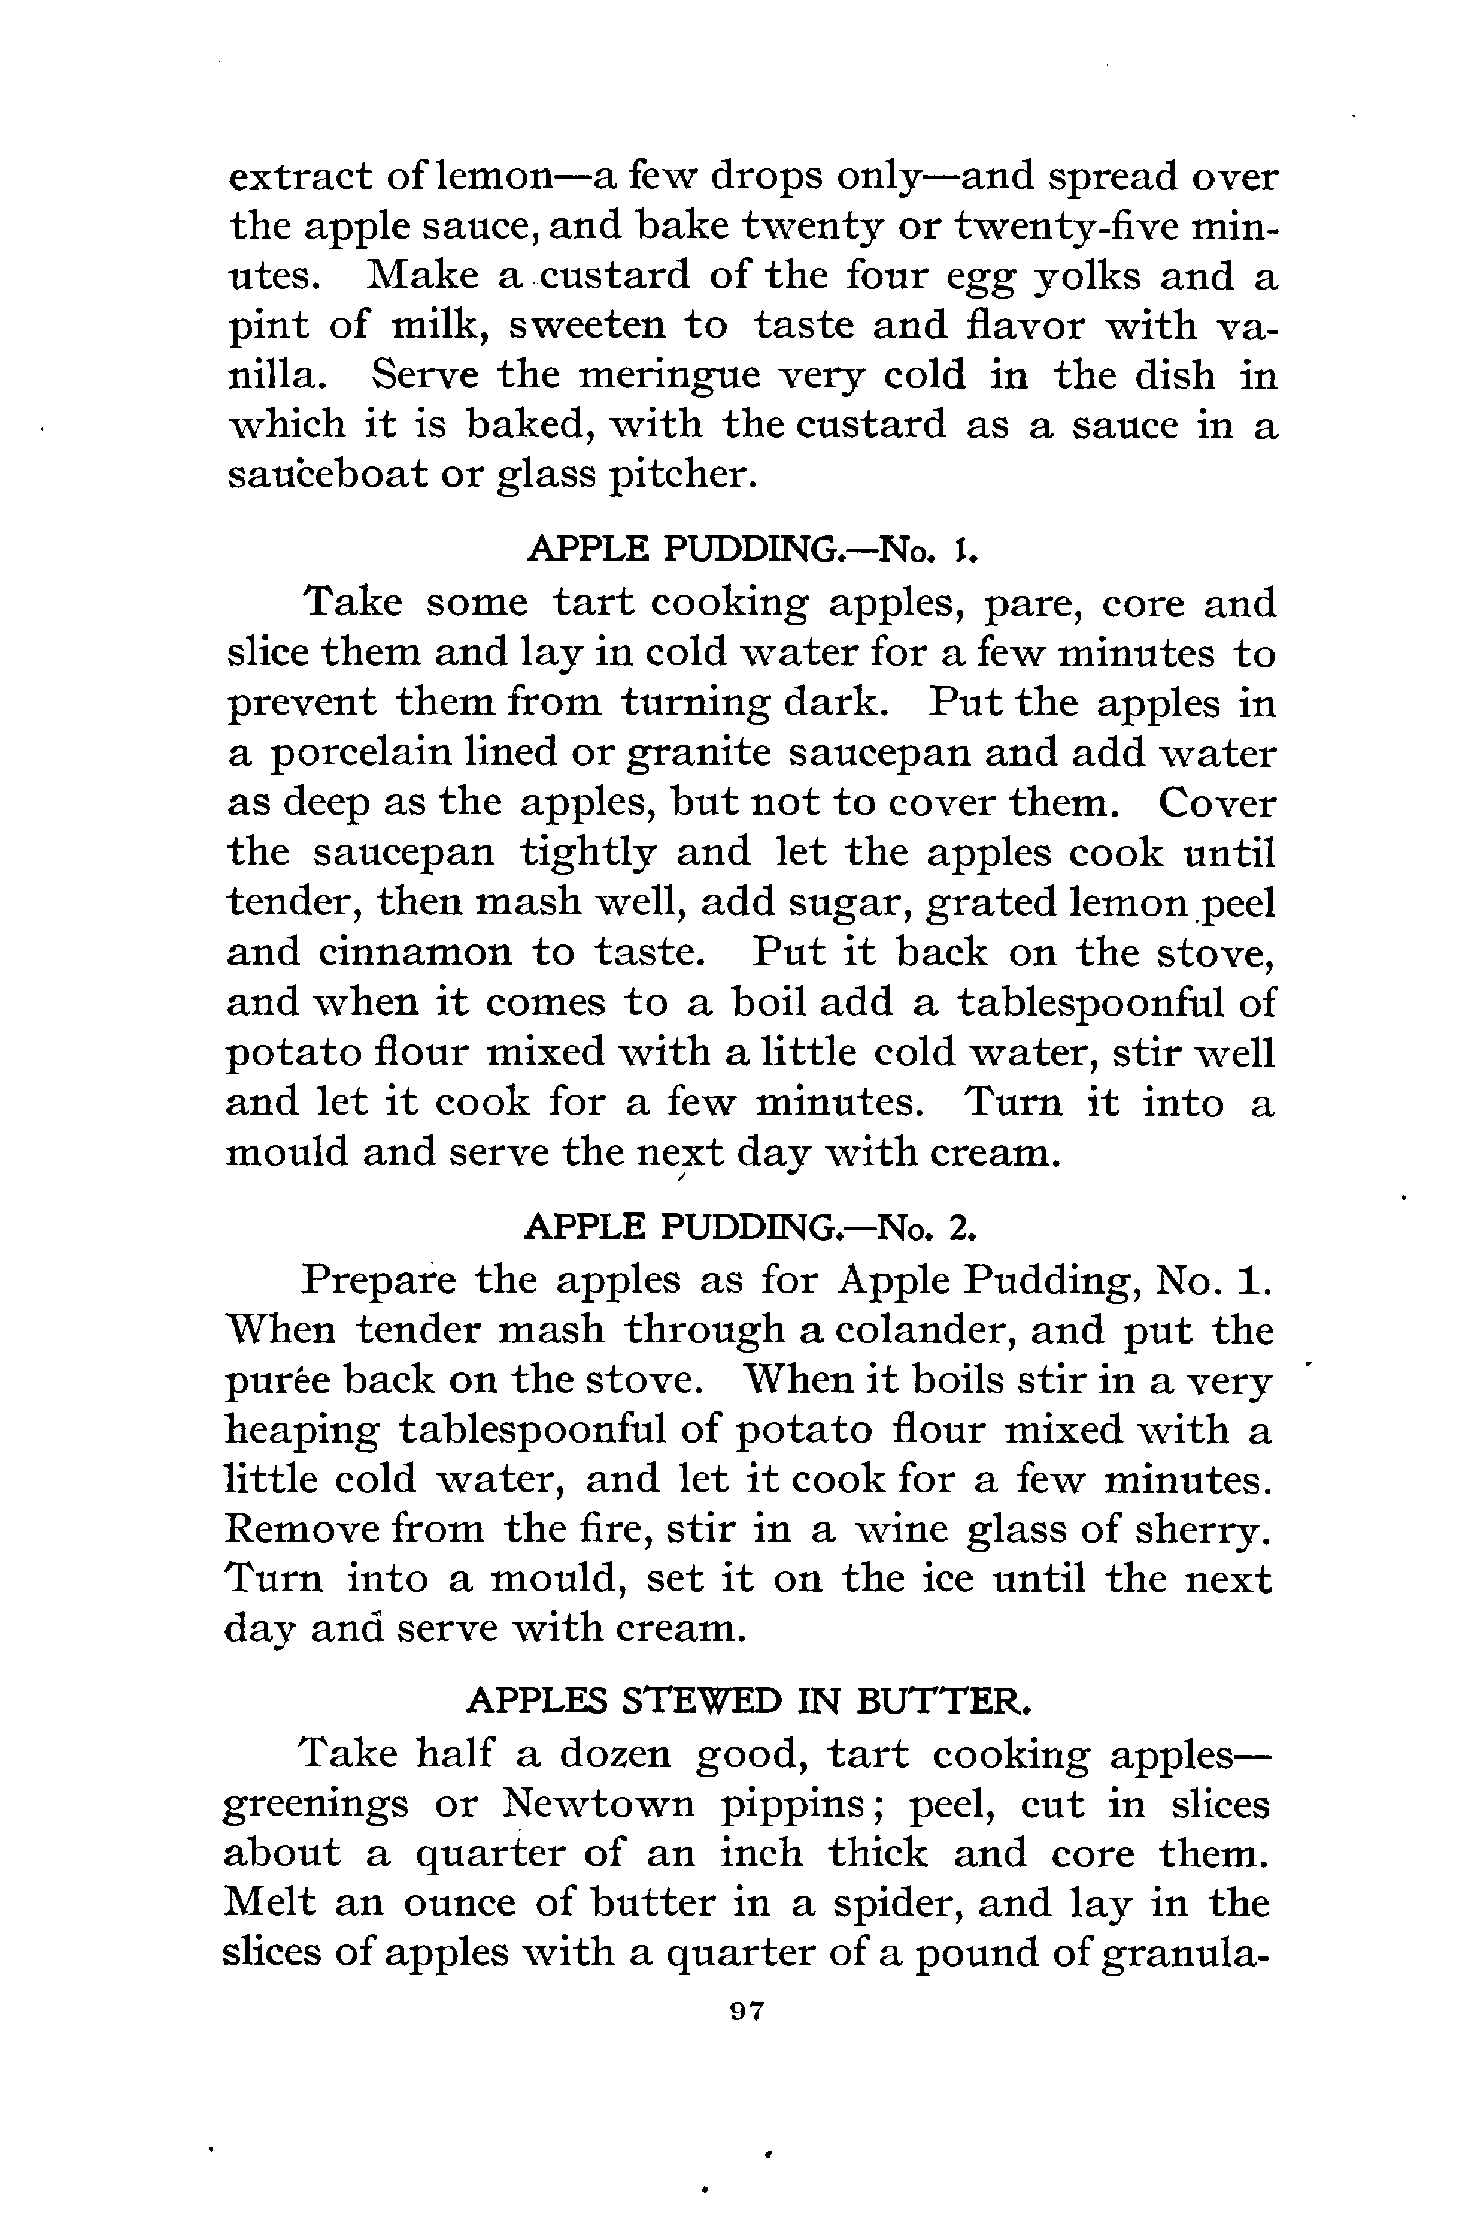 extract of lemon—a few drops only—and spread over
the apple sauce, and bake twenty or twenty-five min-
utes. Make a custard of the four egg yolks and a
pint of milk, sweeten to taste and flavor with va-
nilla. Serve the meringue very cold in the dish in
which it is baked, with the custard as a sauce in a
sauceboat or glass pitcher.
APPLE PUDDING.—No. 1.
Take some tart cooking apples, pare, core and
slice them and lay in cold water for a few minutes to
prevent them from turning dark. Put the apples in
a porcelain lined or granite saucepan and add water
as deep as the apples, but not to cover them. Cover
the saucepan tightly and let the apples cook until
tender, then mash well, add sugar, grated lemon peel
and cinnamon to taste. Put it back on the stove,
and when it comes to a boil add a tablespoonful of
potato flour mixed with a little cold water, stir well
and let it cook for a few minutes. Turn it into a
mould and serve the next day with cream.
APPLE PUDDING.—No. 2.
Prepare the apples as for Apple Pudding, No. 1.
When tender mash through a colander, and put the
purêe back on the stove. When it boils stir in a very
heaping tablespoonful of potato flour mixed with a
little cold water, and let it cook for a few minutes.
Remove from the fire, stir in a wine glass of sherry.
Turn into a mould, set it on the ice until the next
day and serve with cream.
APPLES STEWED IN BUTTER.
Take half a dozen good, tart cooking apples—
greenings or Newtown pippins; peel, cut in slices
about a quarter of an inch thick and core them.
Melt an ounce of butter in a spider, and lay in the
slices of apples with a quarter of a pound of granula-
97